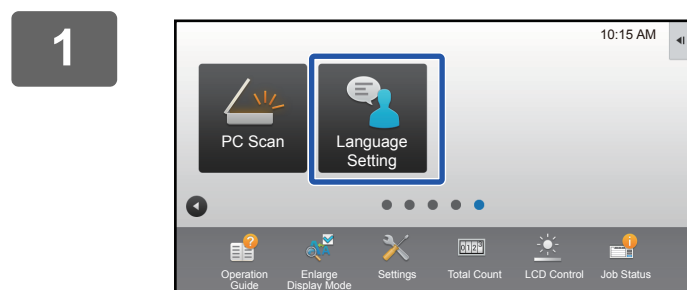 1
10:15 AM
PC Scan
Language
Setting
Operation
Guide
Enlarge
Display Mode
Settings
Total Count
LCD Control
Job Status